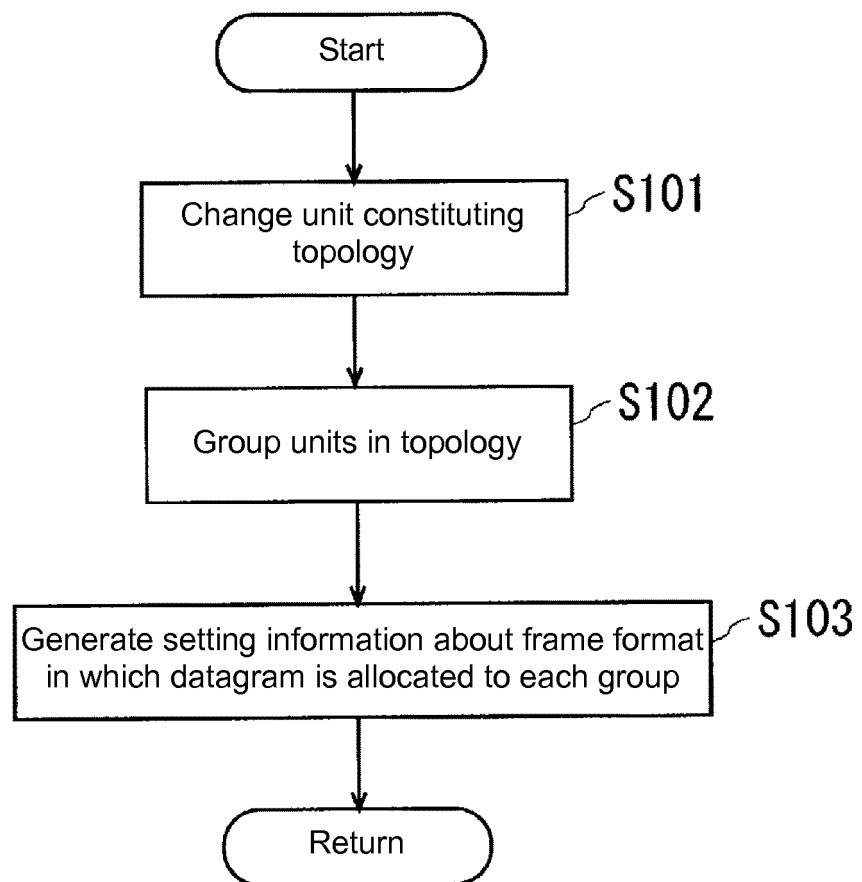 Start
Change unit constituting
topology
S101
Group units in topology
S102
Generate setting information about frame format
in which datagram is allocated to each group
S103
Return